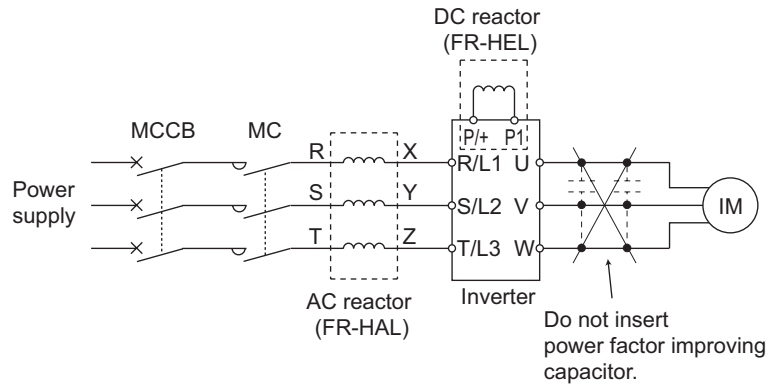 DC reactor
(FR-HEL)
MCCB
MC
P/+ P1
R X R/L1 U
Power
supply
S Y S/L2 V
IM
T Z T/L3 W
AC reactor
(FR-HAL)
Inverter
Do not insert
power factor improving
capacitor.